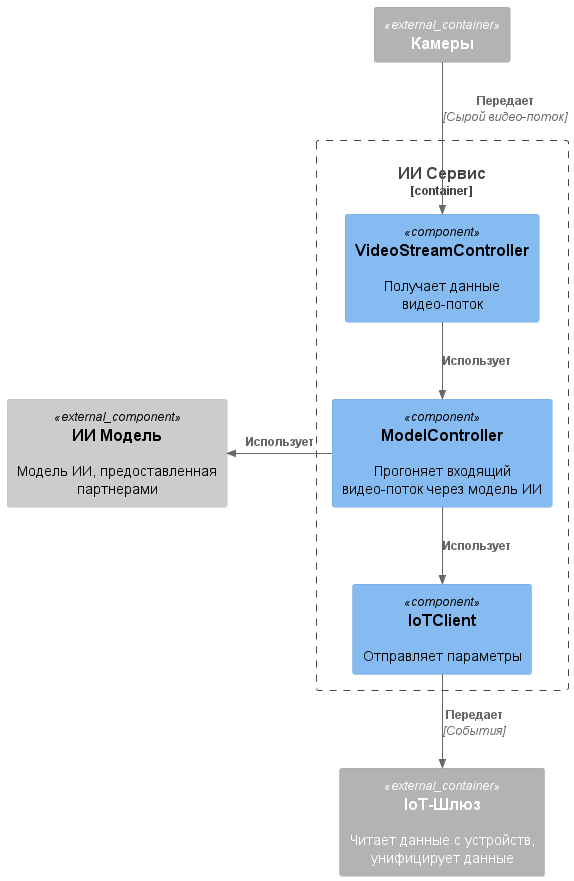 «external_container»
Камеры
Передает
[Сырой видео-поток]
ИИ Сервис
[container]
«component»
VideoStreamController
Получает данные
видео-поток
Использует
«component»
ModelController
Прогоняет входящий
видео-поток через модель ИИ
Использует
«external_component»
ИИ Модель
Модель ИИ, предоставленная
партнерами
Использует
«component»
IoTClient
Отправляет параметры
Передает
[События]
«external_container»
IoT-Шлюз
Читает данные с устройств,
унифицирует данные